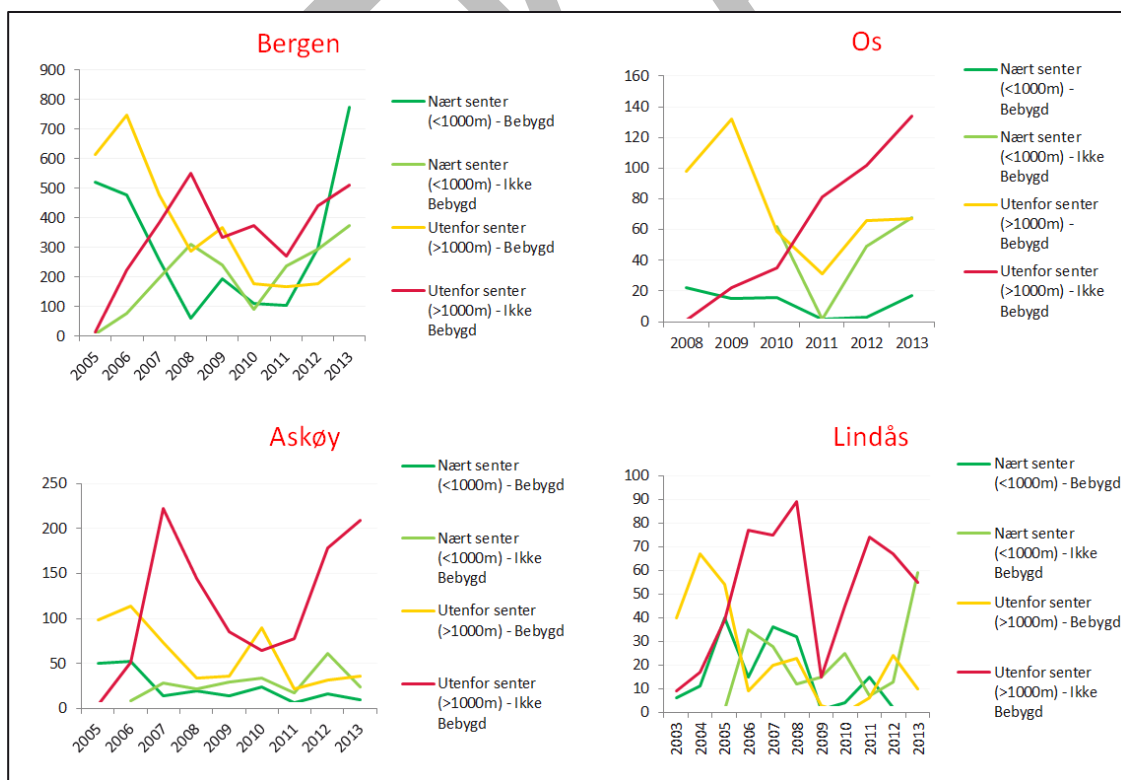 Bergen
900
800
700
600
500
400
300
200
100
0
2005
2006
2007
2008
2009
2010
2011
2012
2013
Nært senter
(<1000m) - Bebygd
Nært senter
(<1000m) - Ikke
Bebygd
Utenfor senter
(>1000m) - Bebygd
Utenfor senter
(>1000m) - Ikke
Bebygd
Os
160
140
120
100
80
60
40
20
0
2008 2009 2010 2011 2012 2013
Nært senter
(<1000m) -
Bebygd
Nært senter
(<1000m) - Ikke
Bebygd
Utenfor senter
(>1000m) -
Bebygd
Utenfor senter
(>1000m) - Ikke
Bebygd
Askøy
250
200
150
100
50
0
2005
2006
2007
2008
2009
2010
2011
2012
2013
Nært senter
(<1000m) - Bebygd
Nært senter
(<1000m) - Ikke
Bebygd
Utenfor senter
(>1000m) - Bebygd
Utenfor senter
(>1000m) - Ikke
Bebygd
Lindås
100
90
80
70
60
50
40
30
20
10
0
2003
2004
2005
2006
2007
2008
2009
2010
2011
2012
2013
Nært senter
(<1000m) - Bebygd
Nært senter
(<1000m) - Ikke
Bebygd
Utenfor senter
(>1000m) - Bebygd
Utenfor senter
(>1000m) - Ikke
Bebygd